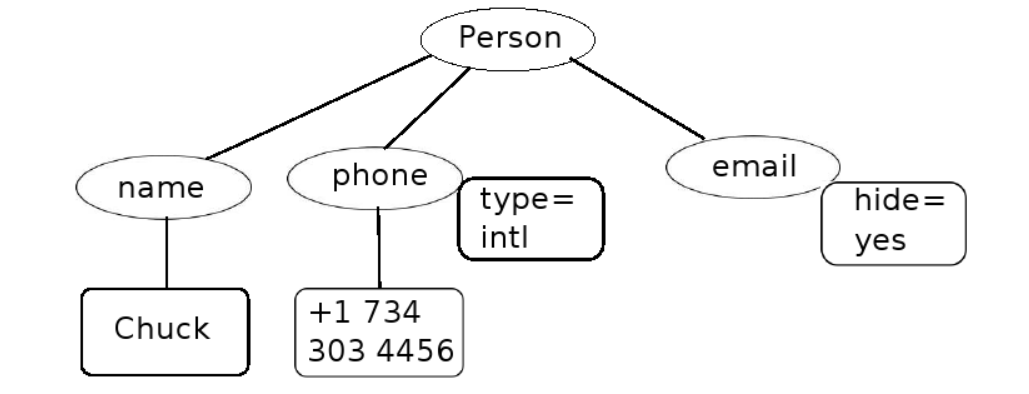 Person
name
phone
type=
intl
email
hide=
yes
Chuck
+1 734
303 4456